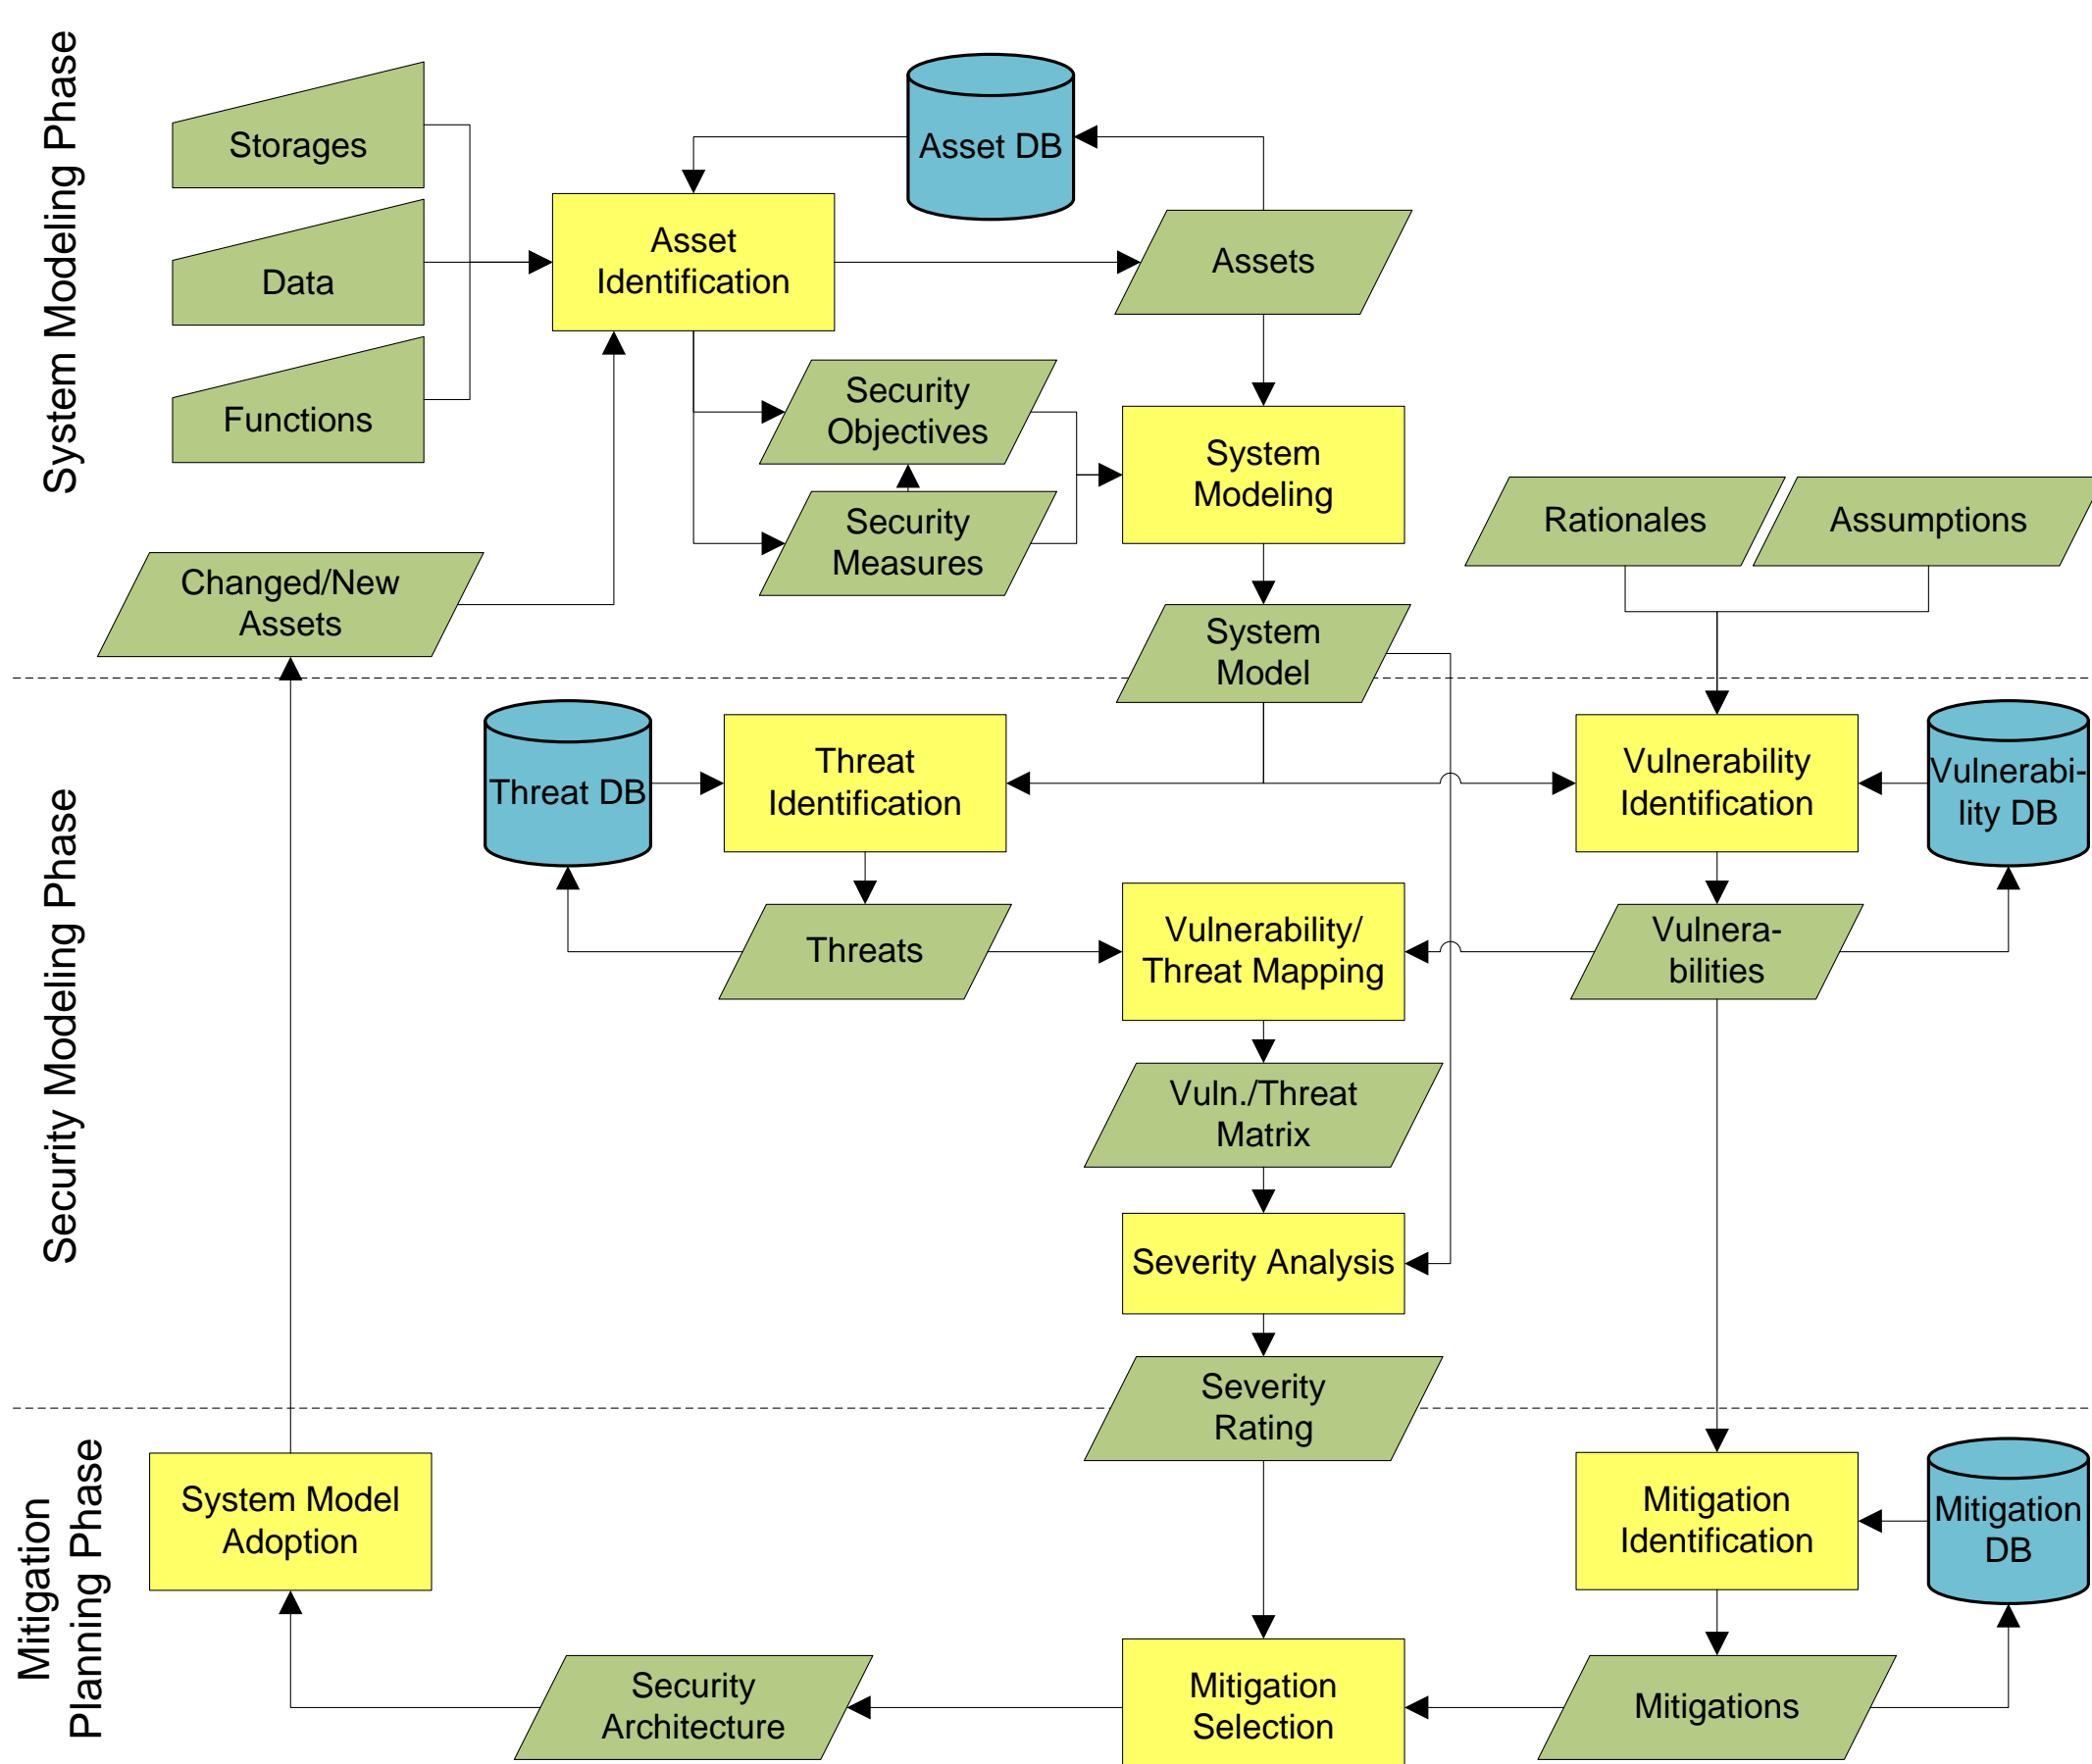 System Modeling Phase
Storages
Data
Functions
Asset
Identification
Asset DB
Assets
Security
Objectives
Security
Measures
System
Modeling
Rationales
Assumptions
Changed/New
Assets
System
Model
Security Modeling Phase
Threat DB
Threat
Identification
Vulnerability
Identification
Vulnerabi-
lity DB
Threats
Vulnerability/
Threat Mapping
Vulnera-
bilities
Vuln./Threat
Matrix
Severity Analysis
Severity
Rating
Mitigation
Planning Phase
System Model
Adoption
Mitigation
Identification
Mitigation
DB
Security
Architecture
Mitigation
Selection
Mitigations